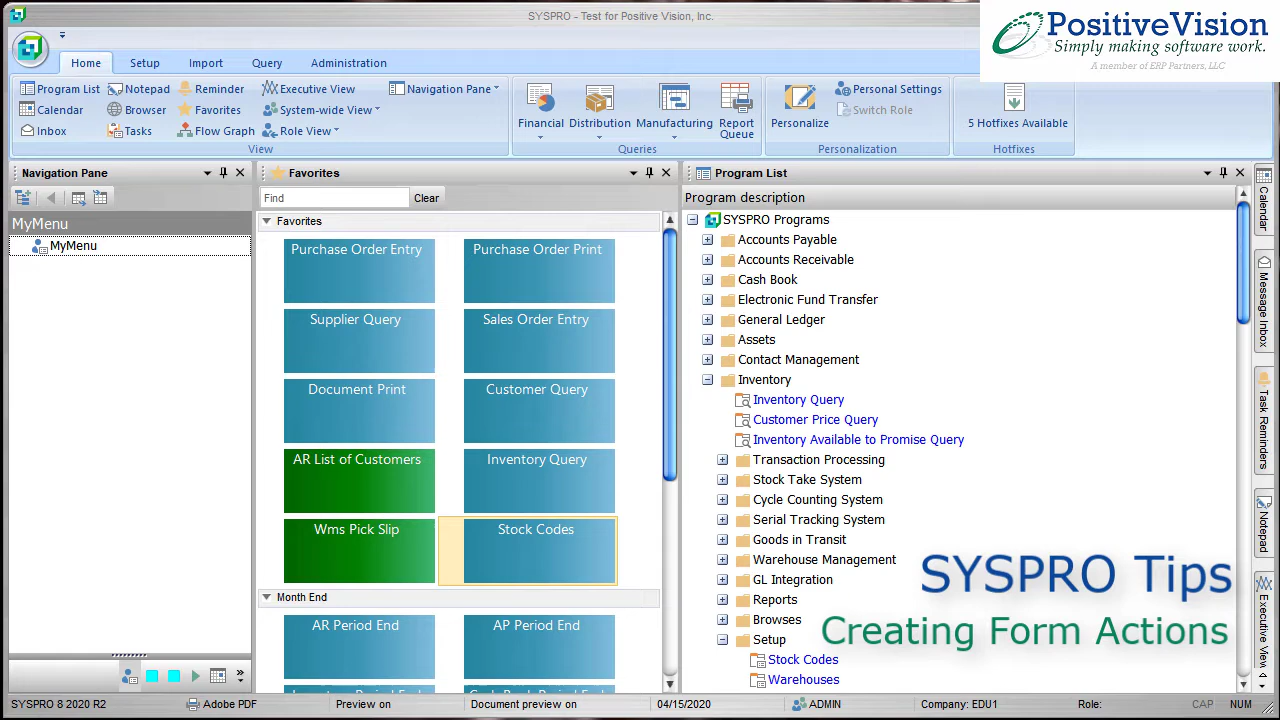 SYSPRO - Test for Positive Vision, Inc.
PositiveVision
Simply making software work.
A member of ERP Partners, LLC
Home Setup Import Query Administration
Program List Notepad Reminder Executive View Navigation Pane
Calendar Browser Favorites System-wide View
Inbox Tasks Flow Graph Role View
View
Financial Distribution Manufacturing Report Queue
Queries
Personalize Personal Settings
Switch Role
Personalization
5 Hotfixes Available
Hotfixes
Navigation Pane
MyMenu
MyMenu
Favorites
Find Clear
Favorites
Purchase Order Entry Purchase Order Print
Supplier Query Sales Order Entry
Document Print Customer Query
AR List of Customers Inventory Query
Wms Pick Slip Stock Codes
Month End
AR Period End AP Period End
Program List
Program description
SYSPRO Programs
Accounts Payable
Accounts Receivable
Cash Book
Electronic Fund Transfer
General Ledger
Assets
Contact Management
Inventory
Inventory Query
Customer Price Query
Inventory Available to Promise Query
Transaction Processing
Stock Take System
Cycle Counting System
Serial Tracking System
Goods in Transit
Warehouse Management
GL Integration
Reports
Browses
Setup
Stock Codes
Warehouses
SYSPRO Tips
Creating Form Actions
Calendar
Message Inbox
Task Reminders
Notepad
Executive View
SYSPRO 8 2020 R2 Adobe PDF Preview on Document preview on 04/15/2020 ADMIN Company: EDU1 Role: CAP NUM